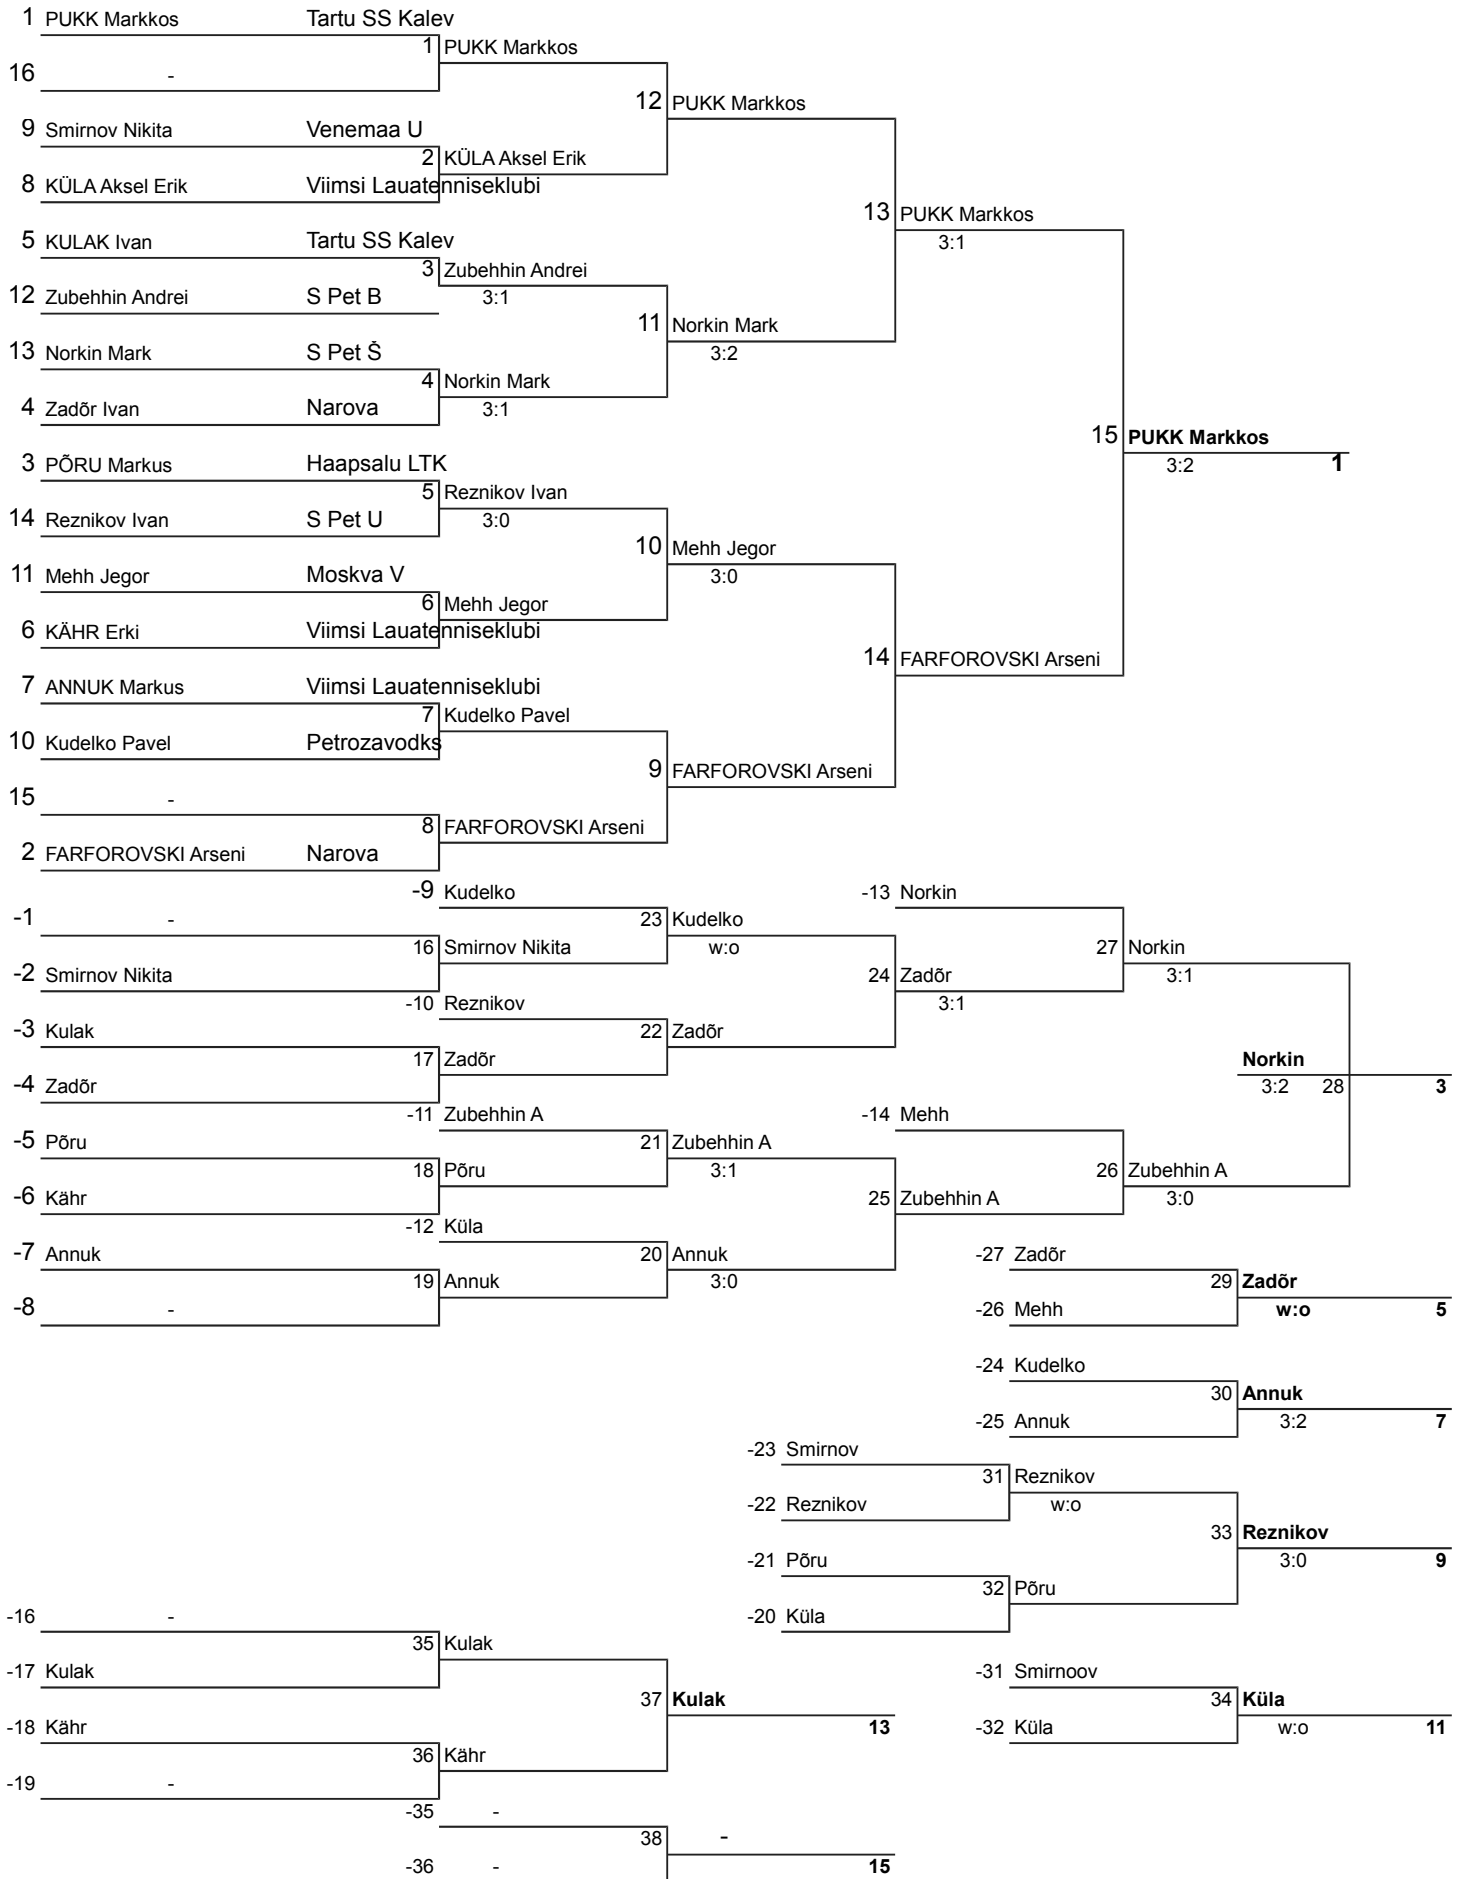 1 PUKK Markkos Tartu SS Kalev
1 PUKK Markkos
16 -
12 PUKK Markkos
9 Smirnov Nikita Venemaa U
2 KÜLA Aksel Erik
8 KÜLA Aksel Erik Viimsi Lauatenniseklubi
13 PUKK Markkos
3:1
5 KULAK Ivan Tartu SS Kalev
3 Zubehhin Andrei
3:1
12 Zubehhin Andrei S Pet B
11 Norkin Mark
3:2
13 Norkin Mark S Pet Š
4 Norkin Mark
3:1
4 Zadõr Ivan Narova
15 PUKK Markkos
3:2 1
3 PÕRU Markus Haapsalu LTK
5 Reznikov Ivan
3:0
14 Reznikov Ivan S Pet U
10 Mehh Jegor
3:0
11 Mehh Jegor Moskva V
6 Mehh Jegor
6 KÄHR Erki Viimsi Lauatenniseklubi
14 FARFOROVSKI Arseni
7 ANNUK Markus Viimsi Lauatenniseklubi
7 Kudelko Pavel
10 Kudelko Pavel Petrozavodks
9 FARFOROVSKI Arseni
15 -
8 FARFOROVSKI Arseni
2 FARFOROVSKI Arseni Narova
-9 Kudelko -13 Norkin
-1 - 23 Kudelko
16 Smirnov Nikita w:o 27 Norkin
-2 Smirnov Nikita 24 Zadõr 3:1
-10 Reznikov 3:1
-3 Kulak 22 Zadõr
17 Zadõr Norkin
-4 Zadõr 3:2 28 3
-11 Zubehhin A -14 Mehh
-5 Põru 21 Zubehhin A
18 Põru 3:1 26 Zubehhin A
-6 Kähr 25 Zubehhin A 3:0
-12 Küla
-7 Annuk 20 Annuk -27 Zadõr
19 Annuk 3:0 29 Zadõr
-8 - -26 Mehh w:o 5
-24 Kudelko
30 Annuk
-25 Annuk 3:2 7
-23 Smirnov
31 Reznikov
-22 Reznikov w:o
33 Reznikov
-21 Põru 3:0 9
32 Põru
-16 - -20 Küla
35 Kulak
-17 Kulak -31 Smirnoov
37 Kulak 34 Küla
-18 Kähr 13 -32 Küla w:o 11
36 Kähr
-19 -
-35 -
38 -
-36 - 15